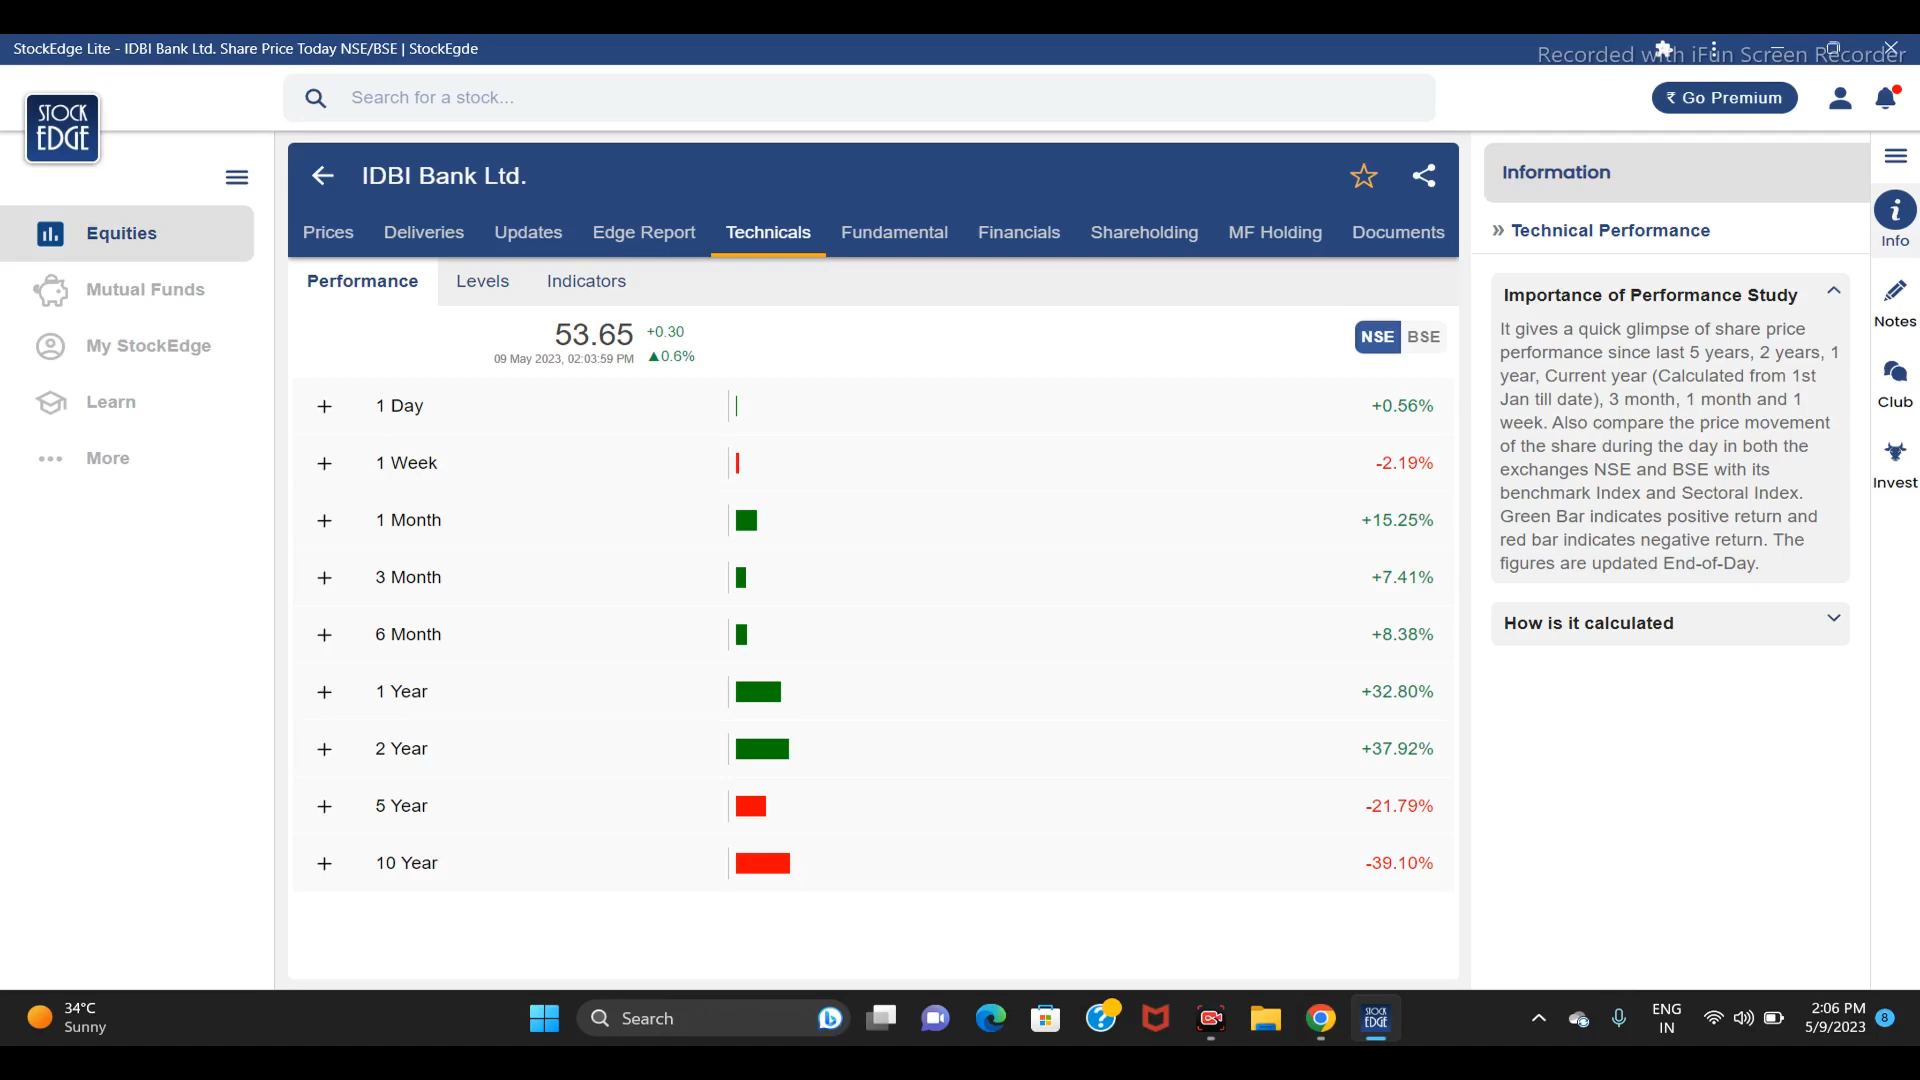 StockEdge Lite - IDBI Bank Ltd. Share Price Today NSE/BSE | StockEgde
Recorded with iFun Screen Recorder
STOCK
EDGE
Search for a stock...
₹ Go Premium
Equities
Mutual Funds
My StockEdge
Learn
More
IDBI Bank Ltd.
Prices Deliveries Updates Edge Report Technicals Fundamental Financials Shareholding MF Holding Documents
Performance Levels Indicators
53.65 +0.30
09 May 2023, 02:03:59 PM ▲0.6%
NSE BSE
1 Day +0.56%
1 Week -2.19%
1 Month +15.25%
3 Month +7.41%
6 Month +8.38%
1 Year +32.80%
2 Year +37.92%
5 Year -21.79%
10 Year -39.10%
Information
» Technical Performance
Importance of Performance Study
It gives a quick glimpse of share price
performance since last 5 years, 2 years, 1
year, Current year (Calculated from 1st
Jan till date), 3 month, 1 month and 1
week. Also compare the price movement
of the share during the day in both the
exchanges NSE and BSE with its
benchmark Index and Sectoral Index.
Green Bar indicates positive return and
red bar indicates negative return. The
figures are updated End-of-Day.
How is it calculated
Info
Notes
Club
Invest
34°C
Sunny
Search
STOCK
EDGE
ENG
IN
2:06 PM
5/9/2023
8